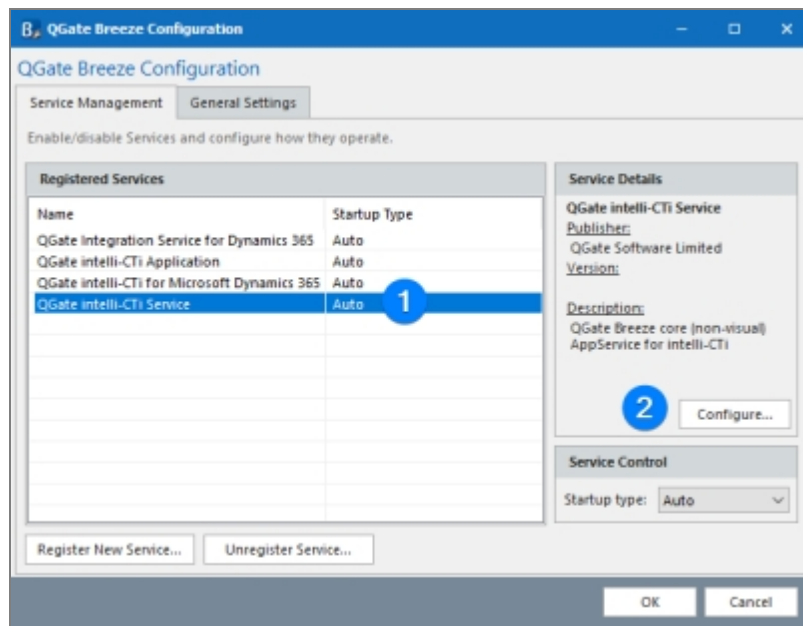 QGate Breeze Configuration
QGate Breeze Configuration
Service Management General Settings
Enable/disable Services and configure how they operate.
Registered Services
Name Startup Type
QGate Integration Service for Dynamics 365 Auto
QGate intelli-CTi Application Auto
QGate intelli-CTi for Microsoft Dynamics 365 Auto
QGate intelli-CTi Service Auto 1
Service Details
QGate intelli-CTi Service
Publisher:
QGate Software Limited
Version:
Description:
QGate Breeze core (non-visual)
AppService for intelli-CTi
2 Configure...
Service Control
Startup type: Auto
Register New Service... Unregister Service...
OK Cancel